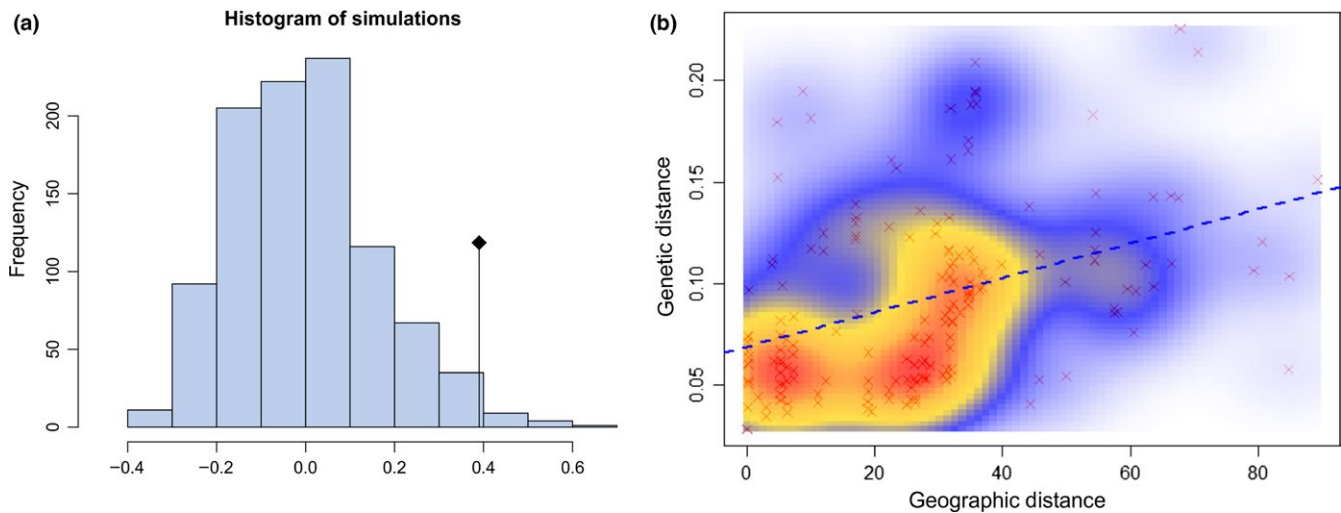 (a)
Histogram of simulations
Frequency
200
150
100
50
0
−0.4 −0.2 0.0 0.2 0.4 0.6
(b)
Genetic distance
0.20
0.15
0.10
0.05
0 20 40 60 80
Geographic distance